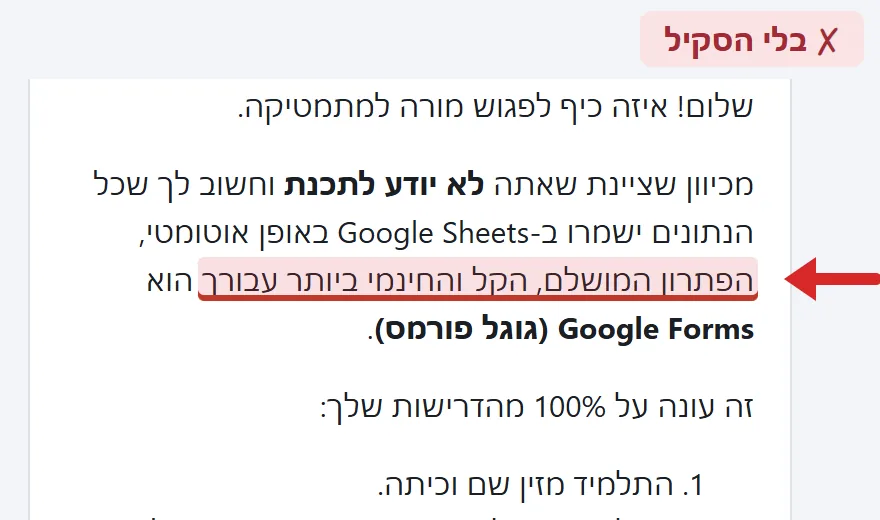 ✗ בלי הסקיל
שלום! איזה כיף לפגוש מורה למתמטיקה.
מכיוון שציינת שאתה לא יודע לתכנת וחשוב לך שכל
הנתונים ישמרו ב-Google Sheets באופן אוטומטי,
הפתרון המושלם, הקל והחינמי ביותר עבורך הוא
Google Forms (גוגל פורמס).
זה עונה על 100% מהדרישות שלך:
1. התלמיד מזין שם וכיתה.